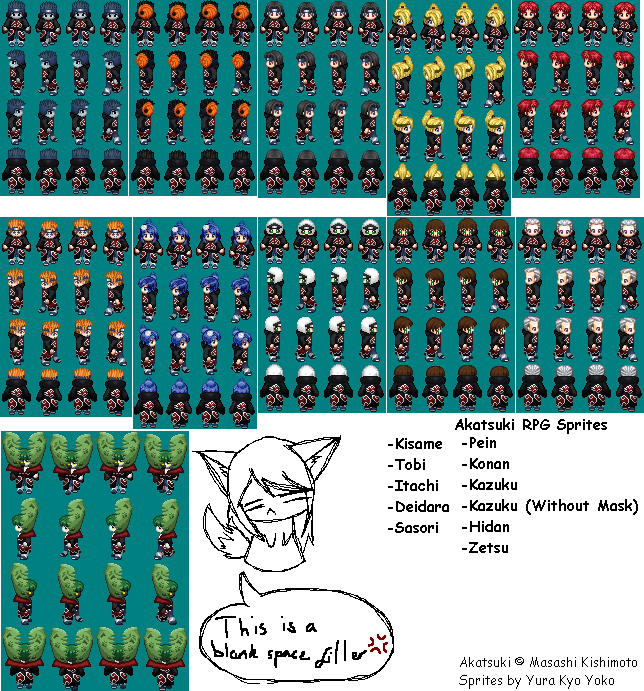 Akatsuki RPG Sprites
-Kisame
-Tobi
-Itachi
-Deidara
-Sasori
-Pein
-Konan
-Kazuku
-Kazuku (Without Mask)
-Hidan
-Zetsu
This is a
blank space filler
Akatsuki © Masashi Kishimoto
Sprites by Yura Kyo Yoko